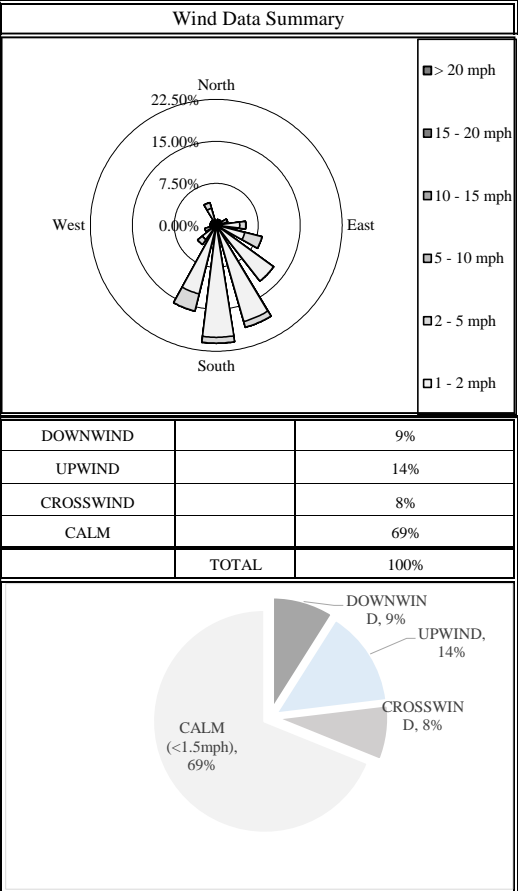 Wind Data Summary
North
22.50%
15.00%
7.50%
0.00%
West
East
South
> 20 mph
15 - 20 mph
10 - 15 mph
5 - 10 mph
2 - 5 mph
1 - 2 mph
DOWNWIND 9%
UPWIND 14%
CROSSWIND 8%
CALM 69%
TOTAL 100%
DOWNWIN
D, 9%
UPWIND,
14%
CROSSWIN
D, 8%
CALM
(<1.5mph),
69%